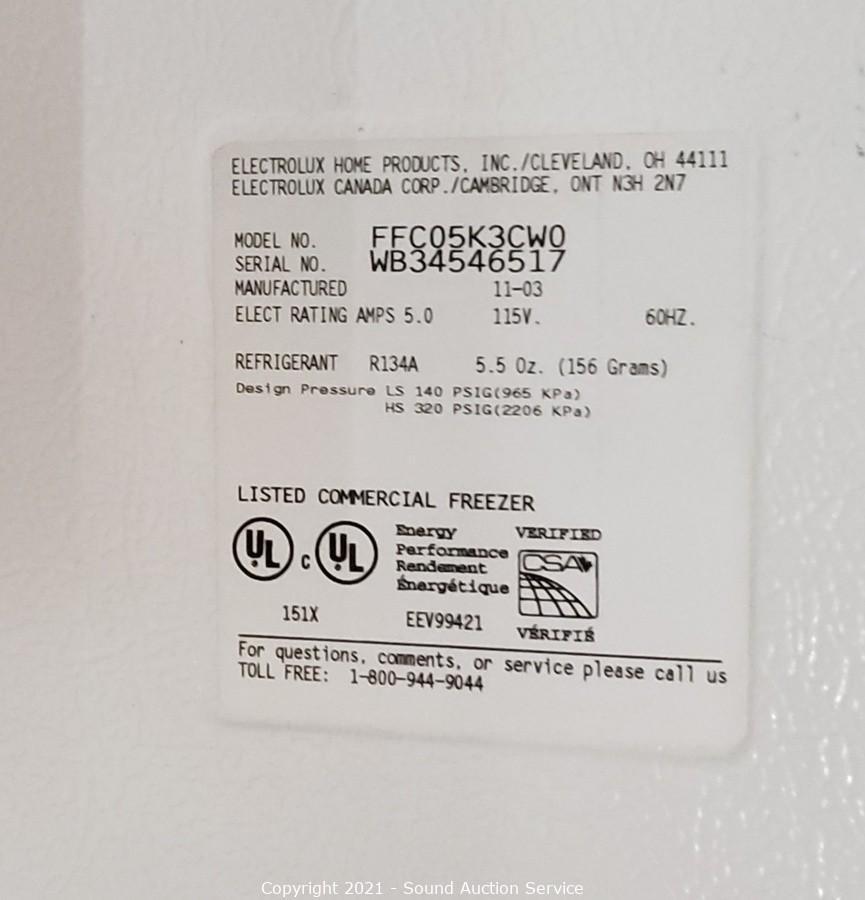 ELECTROLUX HOME PRODUCTS, INC./CLEVELAND, OH 44111
ELECTROLUX CANADA CORP./CAMBRIDGE, ONT N3H 2N7
MODEL NO. FFC05K3CW0
SERIAL NO. WB34546517
MANUFACTURED 11-03
ELECT RATING AMPS 5.0 115V. 60HZ.
REFRIGERANT R134A 5.5 Oz. (156 Grams)
Design Pressure LS 140 PSIG(965 KPa)
HS 320 PSIG(2206 KPa)
LISTED COMMERCIAL FREEZER
UL c UL
Energy
Performance
Rendement
Énergétique
VERIFIED
CSA
VÉRIFIÉ
151X EEV99421
For questions, comments, or service please call us
TOLL FREE: 1-800-944-9044
Copyright 2021 - Sound Auction Service